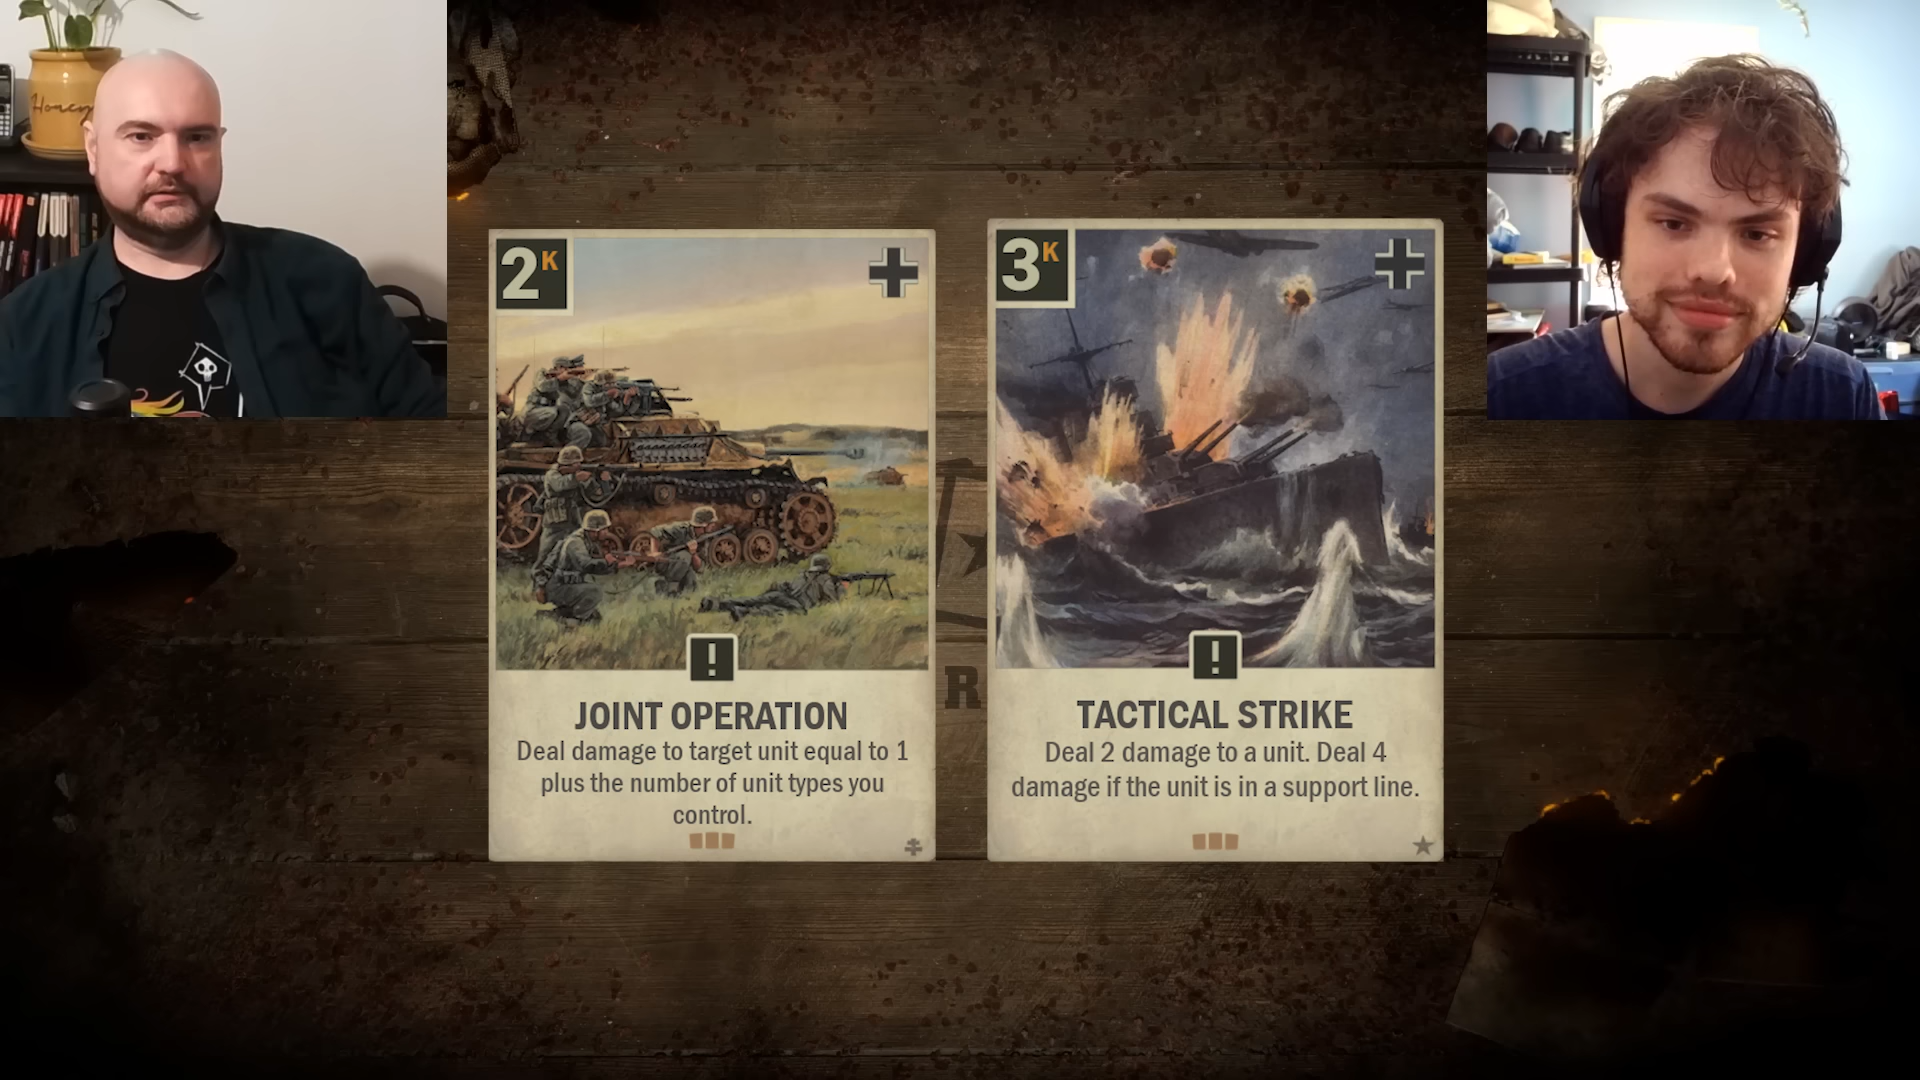 Honey
2K
3K
R
JOINT OPERATION
Deal damage to target unit equal to 1
plus the number of unit types you
control.
TACTICAL STRIKE
Deal 2 damage to a unit. Deal 4
damage if the unit is in a support line.